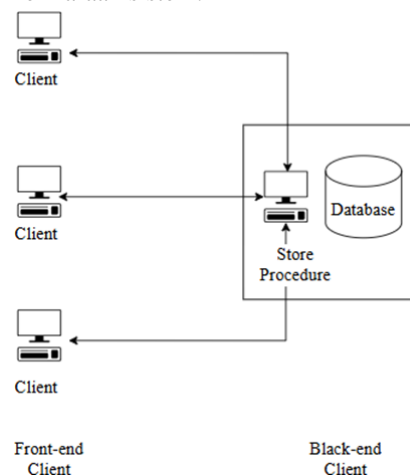 Client
Client
Database
Store
Procedure
Client
Front-end
Client
Black-end
Client